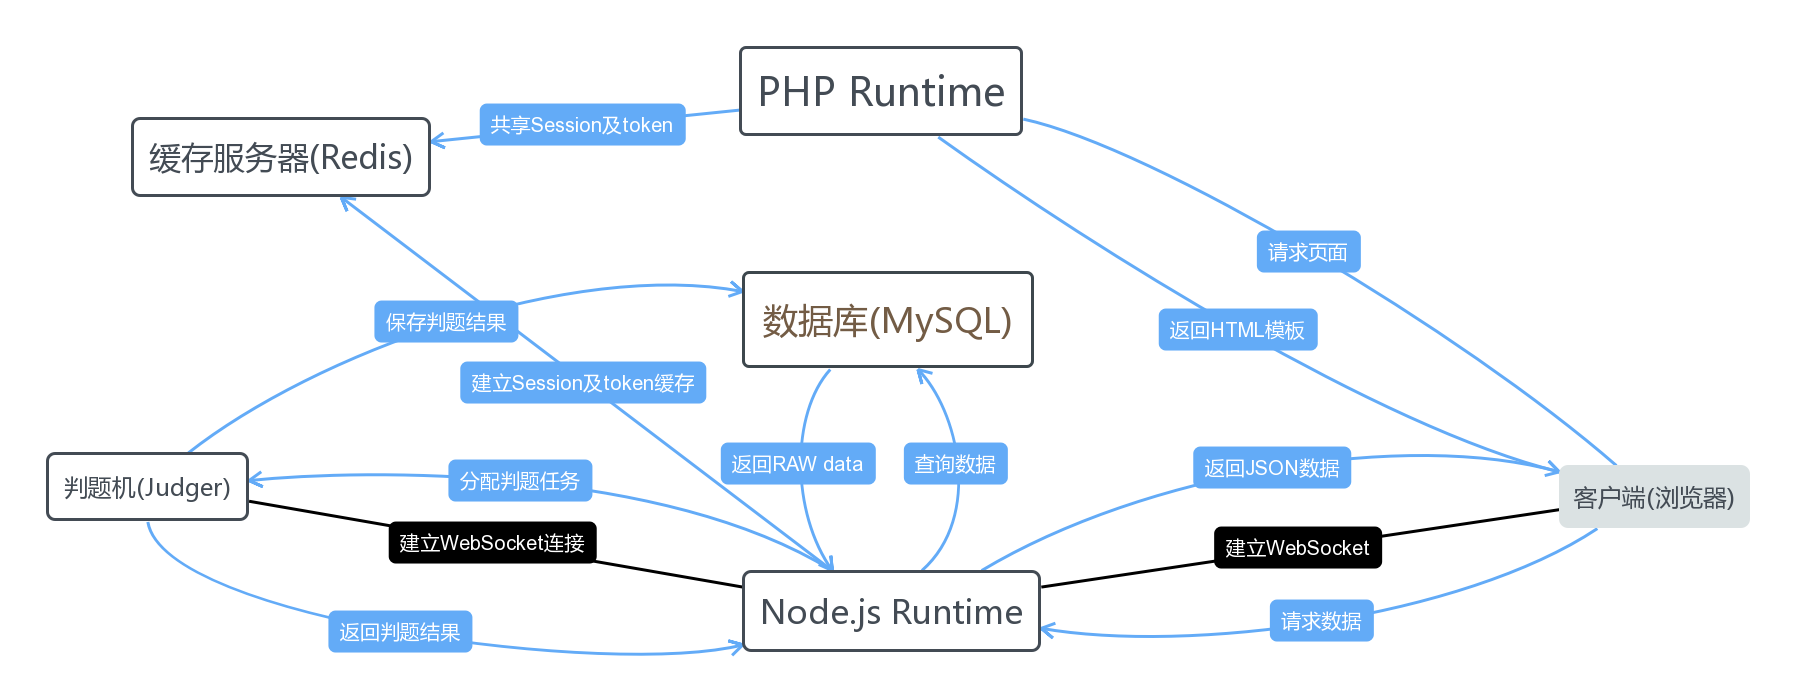 PHP Runtime
共享Session及token
缓存服务器(Redis)
请求页面
保存判题结果
数据库(MySQL)
返回HTML模板
建立Session及token缓存
返回RAW data
查询数据
返回JSON数据
判题机(Judger)
分配判题任务
客户端(浏览器)
建立WebSocket连接
建立WebSocket
Node.js Runtime
请求数据
返回判题结果